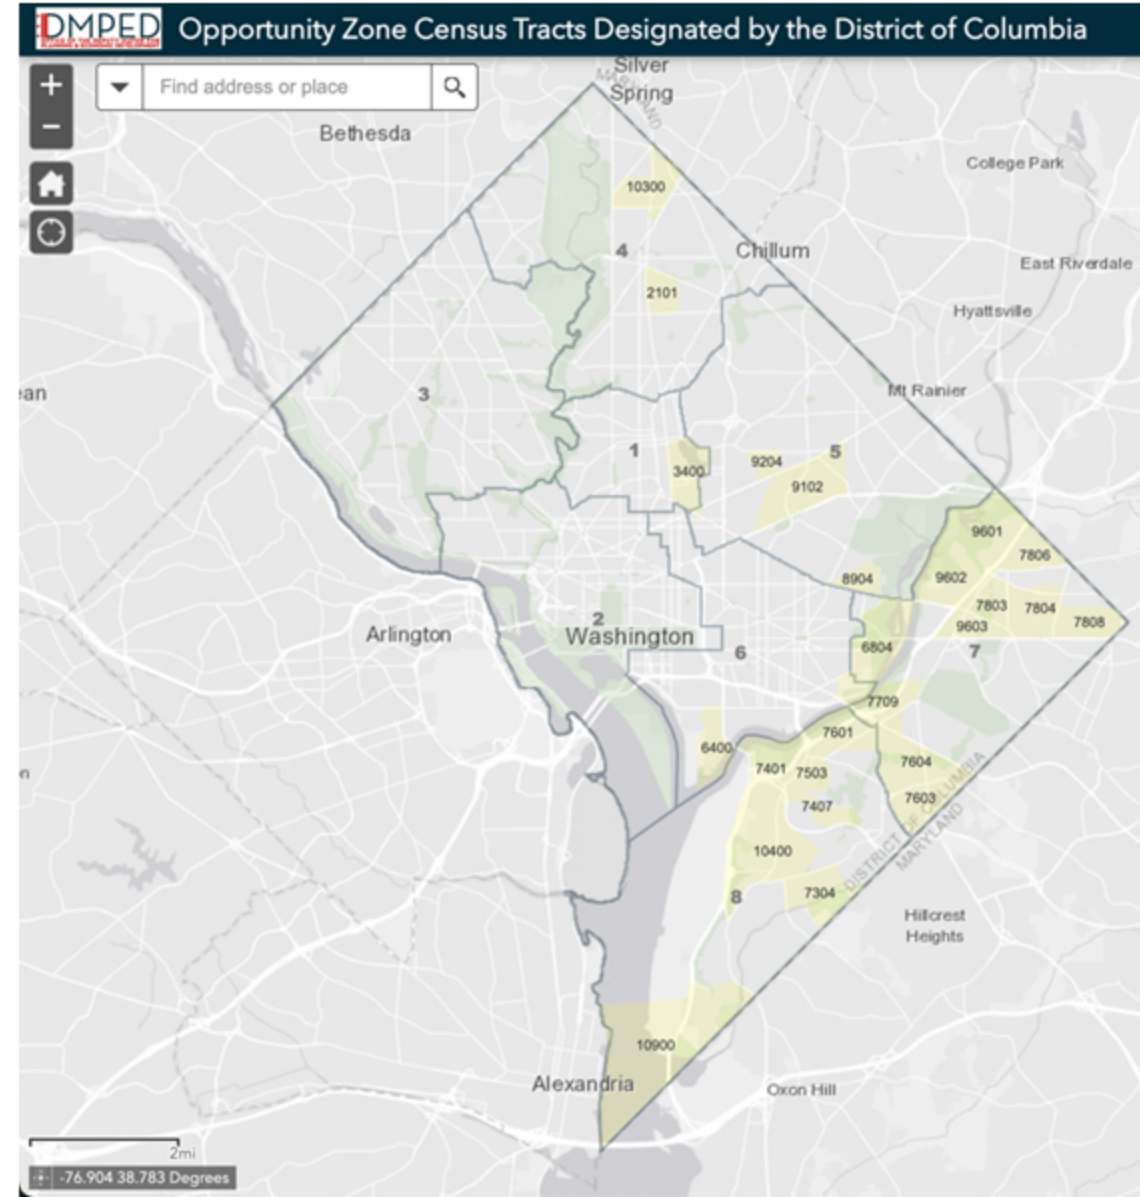 DMPED
Opportunity Zone Census Tracts Designated by the District of Columbia
+
Find address or place
−
Silver
Spring
MARYLAND
Bethesda
College Park
10300
4
Chillum
East Riverdale
2101
Hyattsville
ean
3
Mt Rainier
1
5
3400
9204
9102
9601
7806
8904
9602
7803
7804
2
9603
7808
Arlington
Washington
6
6804
7
7709
7601
6400
7604
7401
7503
n
7603
7407
DISTRICT OF COLUMBIA
MARYLAND
10400
8
7304
Hillcrest
Heights
10900
Alexandria
Oxon Hill
2mi
-76.904 38.783 Degrees